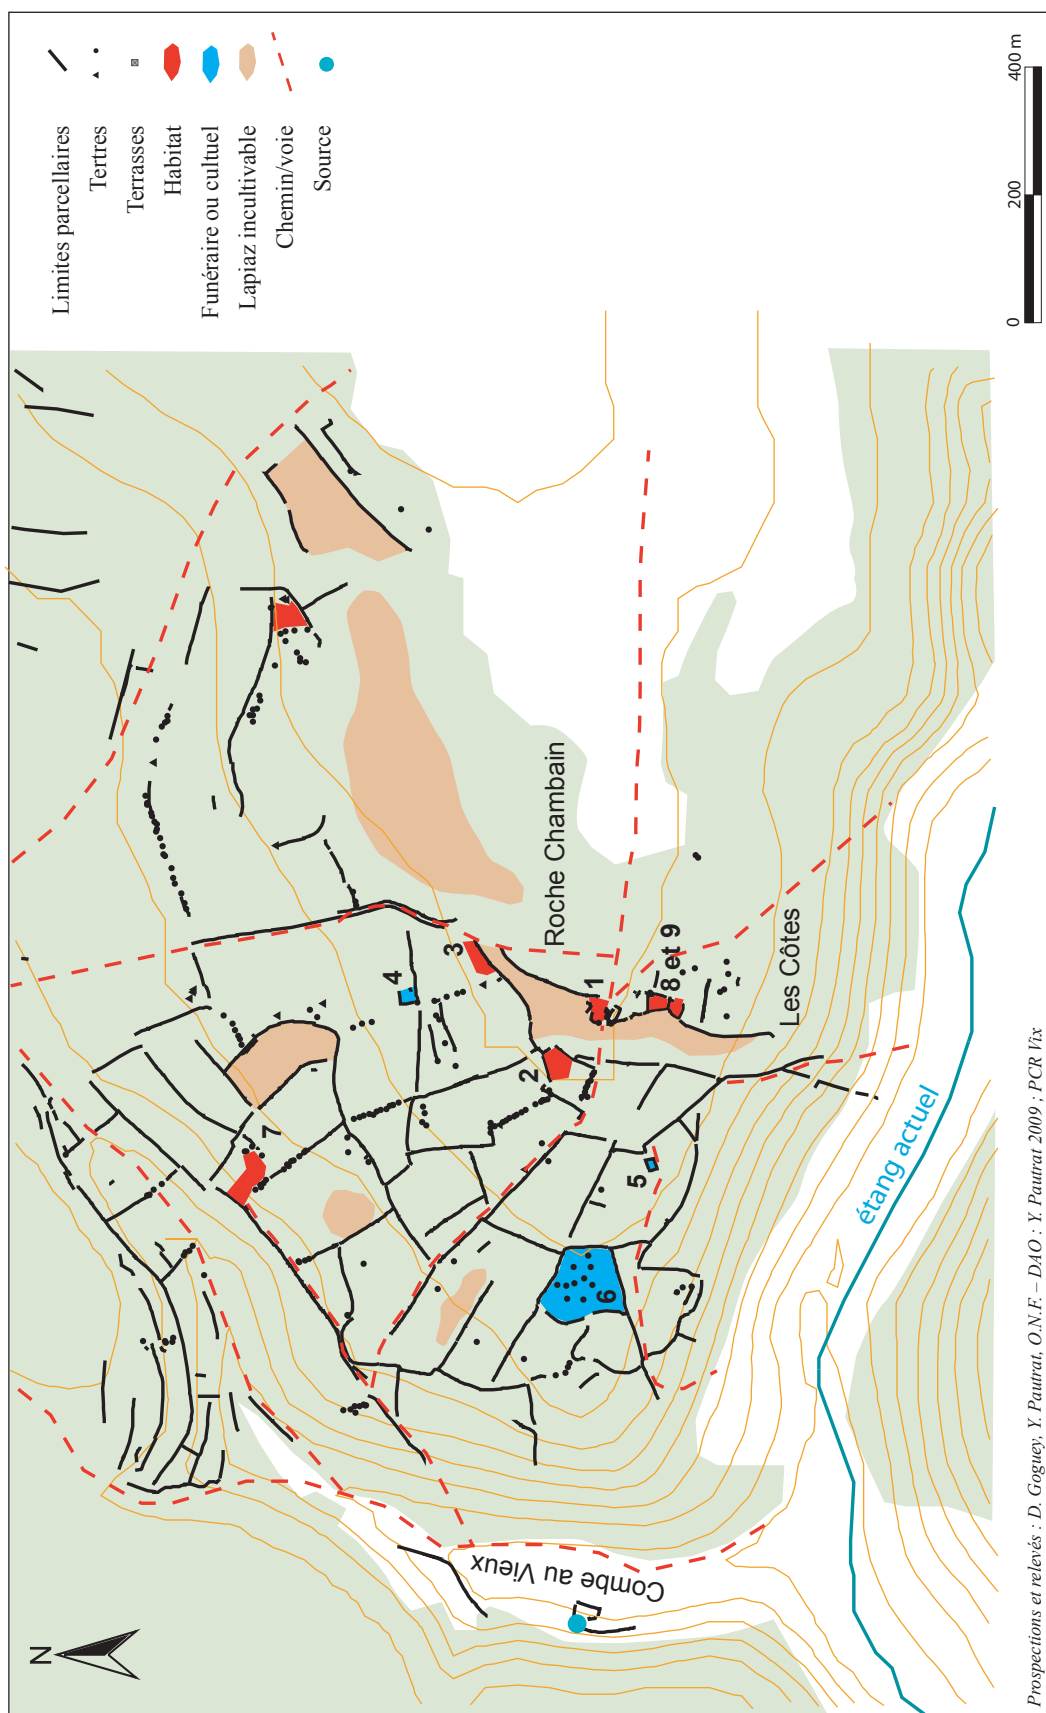 N
Limites parcellaires
Tertres
Terrasses
Habitat
Funéraire ou cultuel
Lapiaz incultivable
Chemin/voie
Source
7
4
3
2
1
8 et 9
5
6
Roche Chambain
Les Côtes
Combe au Vieux
étang actuel
0
200
400 m
Prospections et relevés : D. Goguey, Y. Pautrat, O.N.F. – DAO : Y. Pautrat 2009 ; PCR Vix